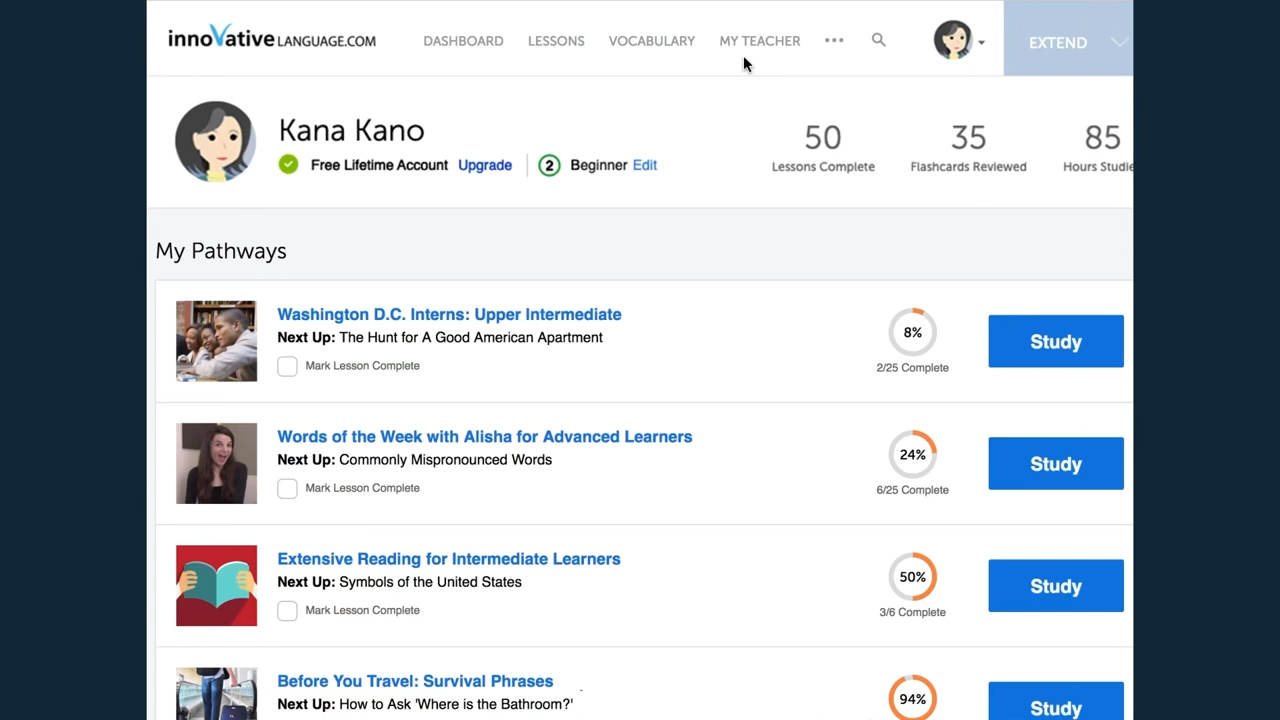 innoVative LANGUAGE.COM
DASHBOARD LESSONS VOCABULARY MY TEACHER ••• EXTEND
Kana Kano
Free Lifetime Account Upgrade 2 Beginner Edit
50 35 85
Lessons Complete Flashcards Reviewed Hours Studie
My Pathways
Washington D.C. Interns: Upper Intermediate
Next Up: The Hunt for A Good American Apartment
Mark Lesson Complete
8%
2/25 Complete
Study
Words of the Week with Alisha for Advanced Learners
Next Up: Commonly Mispronounced Words
Mark Lesson Complete
24%
6/25 Complete
Study
Extensive Reading for Intermediate Learners
Next Up: Symbols of the United States
Mark Lesson Complete
50%
3/6 Complete
Study
Before You Travel: Survival Phrases
Next Up: How to Ask 'Where is the Bathroom?'
94%
Study